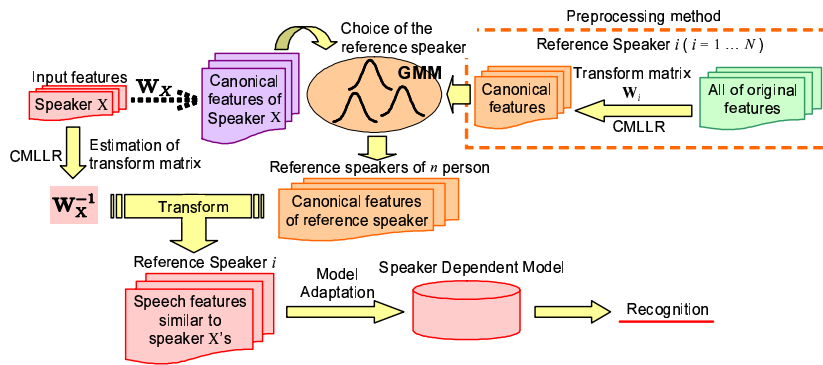 Preprocessing method
Choice of the
reference speaker
Reference Speaker i ( i = 1 … N )
Input features
Speaker X
W_X
Canonical
features of
Speaker X
GMM
Canonical
features
Transform matrix
W_i
CMLLR
All of original
features
CMLLR
Estimation of
transform matrix
Reference speakers of n person
W_X^{-1}
Transform
Canonical features
of reference speaker
Reference Speaker i
Speech features
similar to
speaker X's
Model
Adaptation
Speaker Dependent Model
Recognition